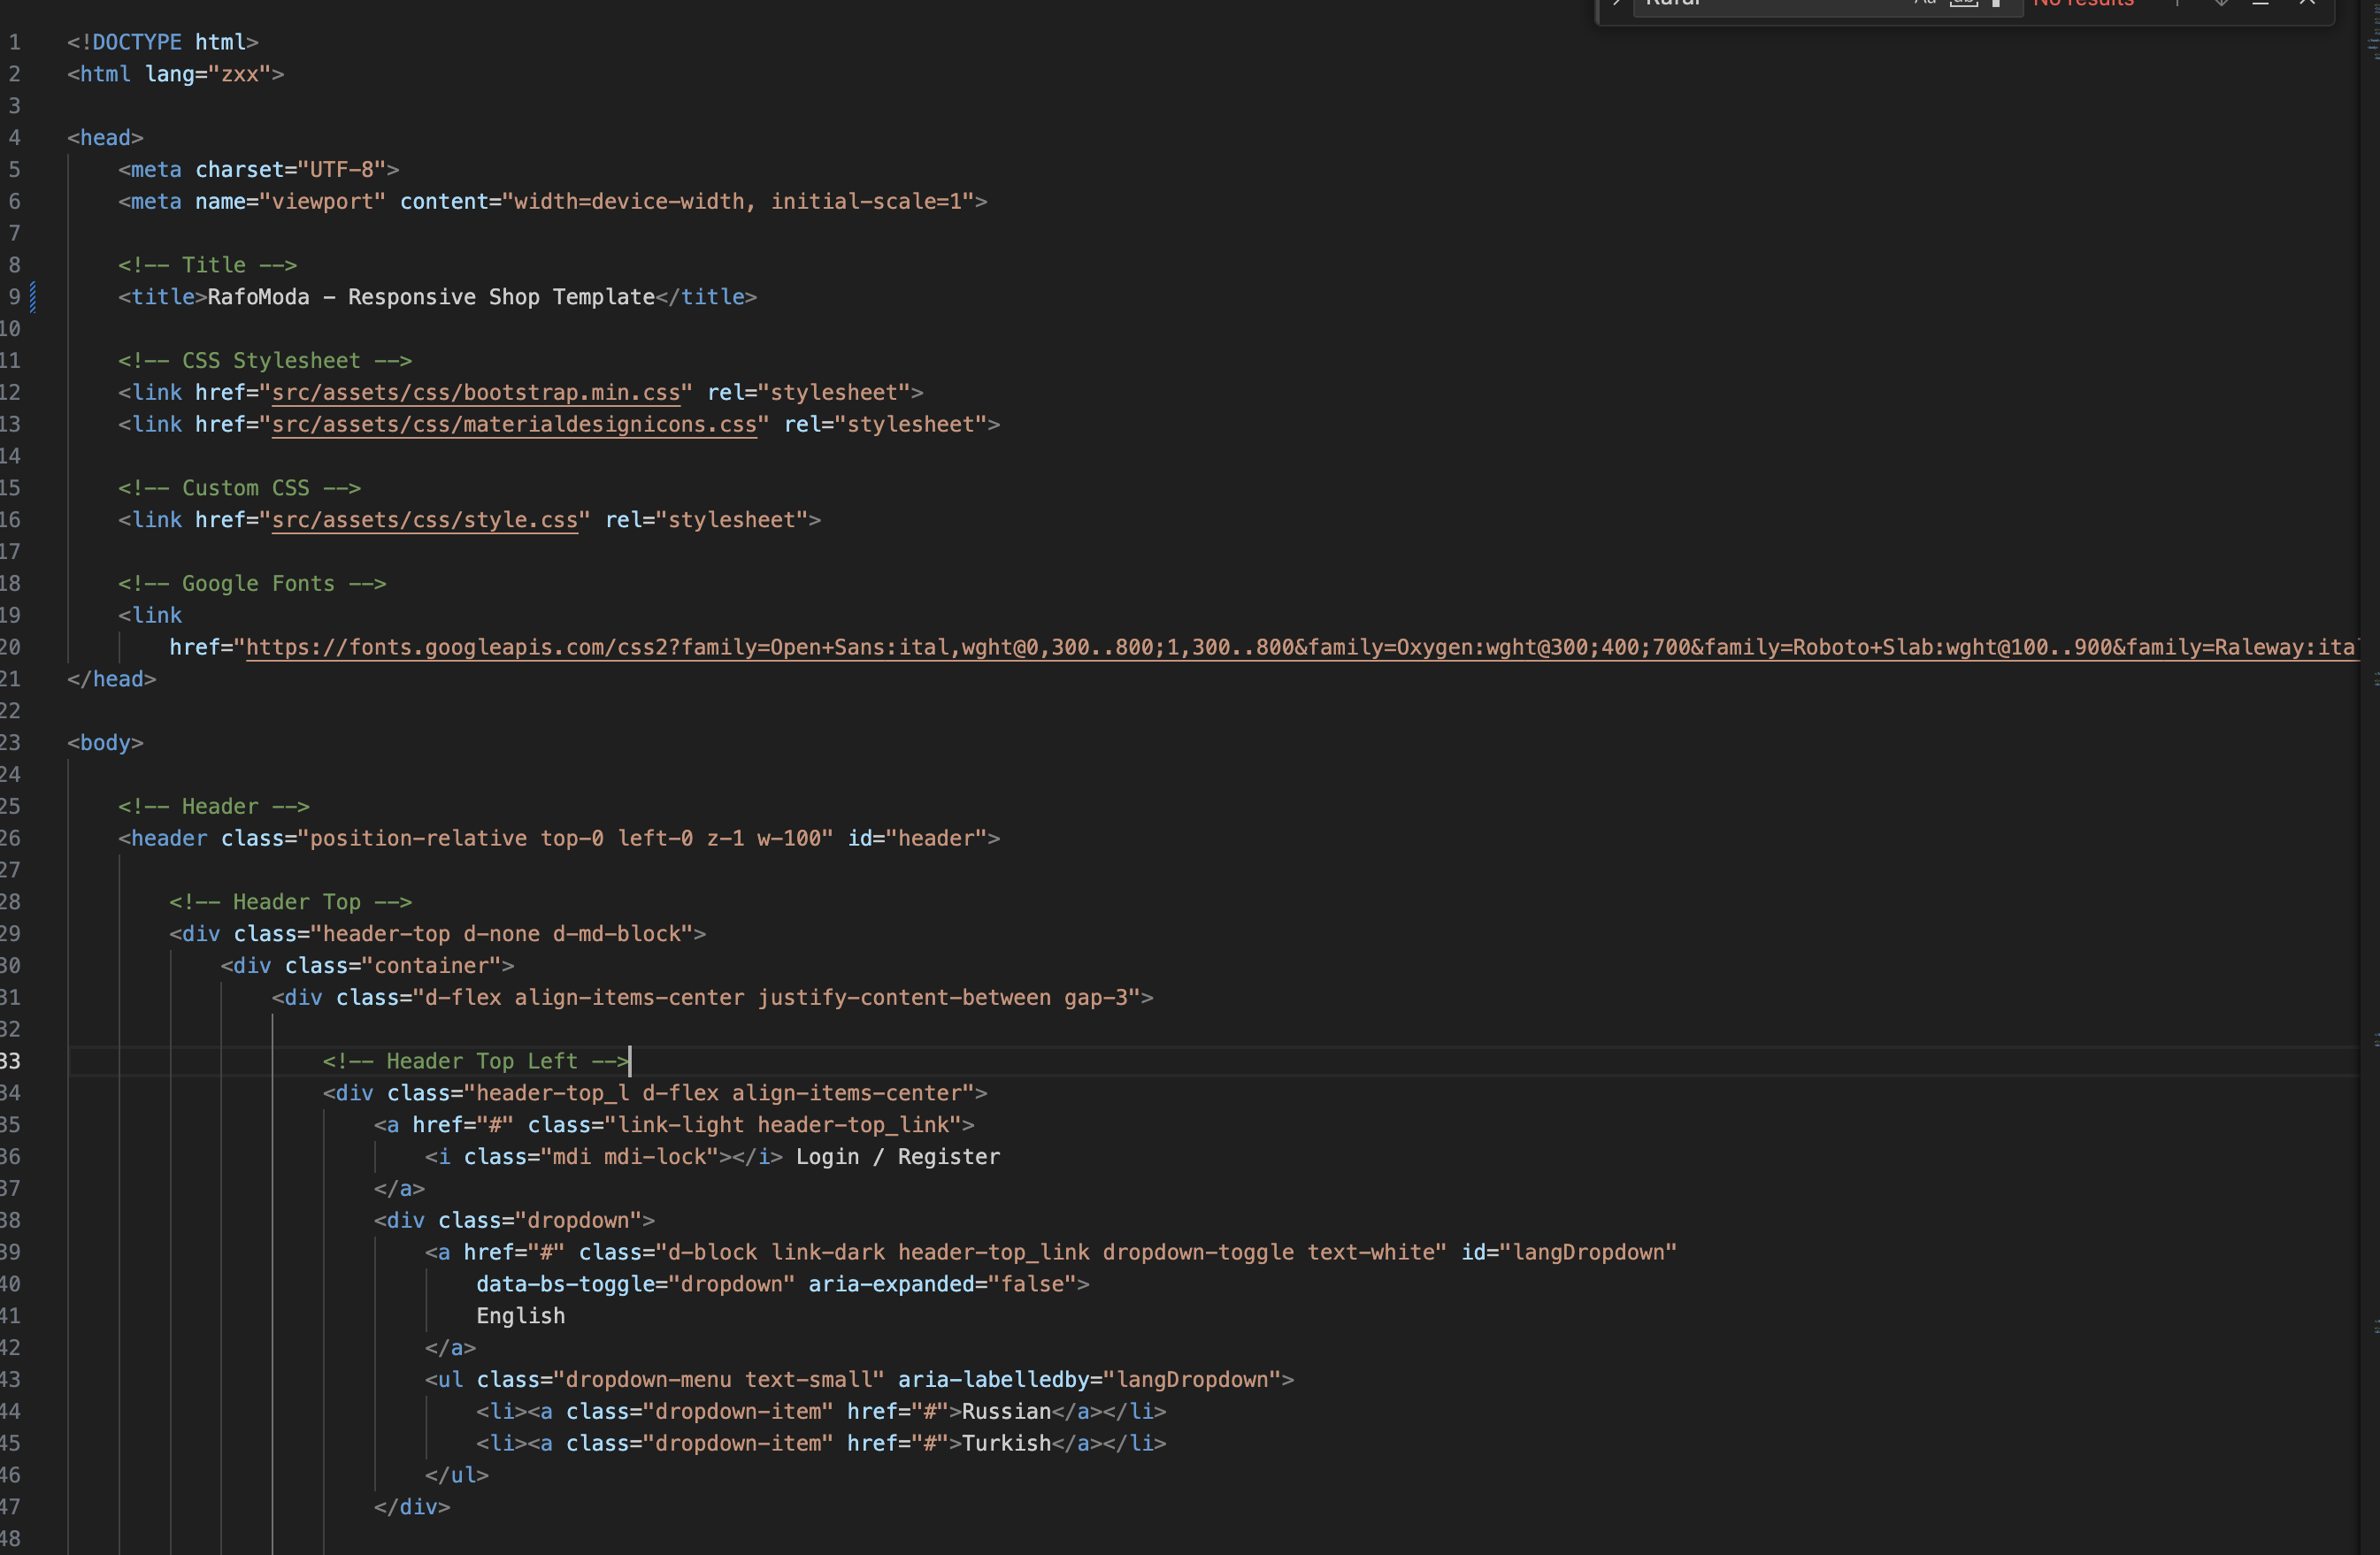 No results
1 <!DOCTYPE html>
2 <html lang="zxx">
3
4 <head>
5     <meta charset="UTF-8">
6     <meta name="viewport" content="width=device-width, initial-scale=1">
7
8     <!-- Title -->
9     <title>RafoModa - Responsive Shop Template</title>
10
11     <!-- CSS Stylesheet -->
12     <link href="src/assets/css/bootstrap.min.css" rel="stylesheet">
13     <link href="src/assets/css/materialdesignicons.css" rel="stylesheet">
14
15     <!-- Custom CSS -->
16     <link href="src/assets/css/style.css" rel="stylesheet">
17
18     <!-- Google Fonts -->
19     <link
20         href="https://fonts.googleapis.com/css2?family=Open+Sans:ital,wght@0,300..800;1,300..800&family=Oxygen:wght@300;400;700&family=Roboto+Slab:wght@100..900&family=Raleway:ita
21 </head>
22
23 <body>
24
25     <!-- Header -->
26     <header class="position-relative top-0 left-0 z-1 w-100" id="header">
27
28         <!-- Header Top -->
29         <div class="header-top d-none d-md-block">
30             <div class="container">
31                 <div class="d-flex align-items-center justify-content-between gap-3">
32
33                     <!-- Header Top Left -->
34                     <div class="header-top_l d-flex align-items-center">
35                         <a href="#" class="link-light header-top_link">
36                             <i class="mdi mdi-lock"></i> Login / Register
37                         </a>
38                         <div class="dropdown">
39                             <a href="#" class="d-block link-dark header-top_link dropdown-toggle text-white" id="langDropdown"
40                                 data-bs-toggle="dropdown" aria-expanded="false">
41                                 English
42                             </a>
43                             <ul class="dropdown-menu text-small" aria-labelledby="langDropdown">
44                                 <li><a class="dropdown-item" href="#">Russian</a></li>
45                                 <li><a class="dropdown-item" href="#">Turkish</a></li>
46                             </ul>
47                         </div>
48